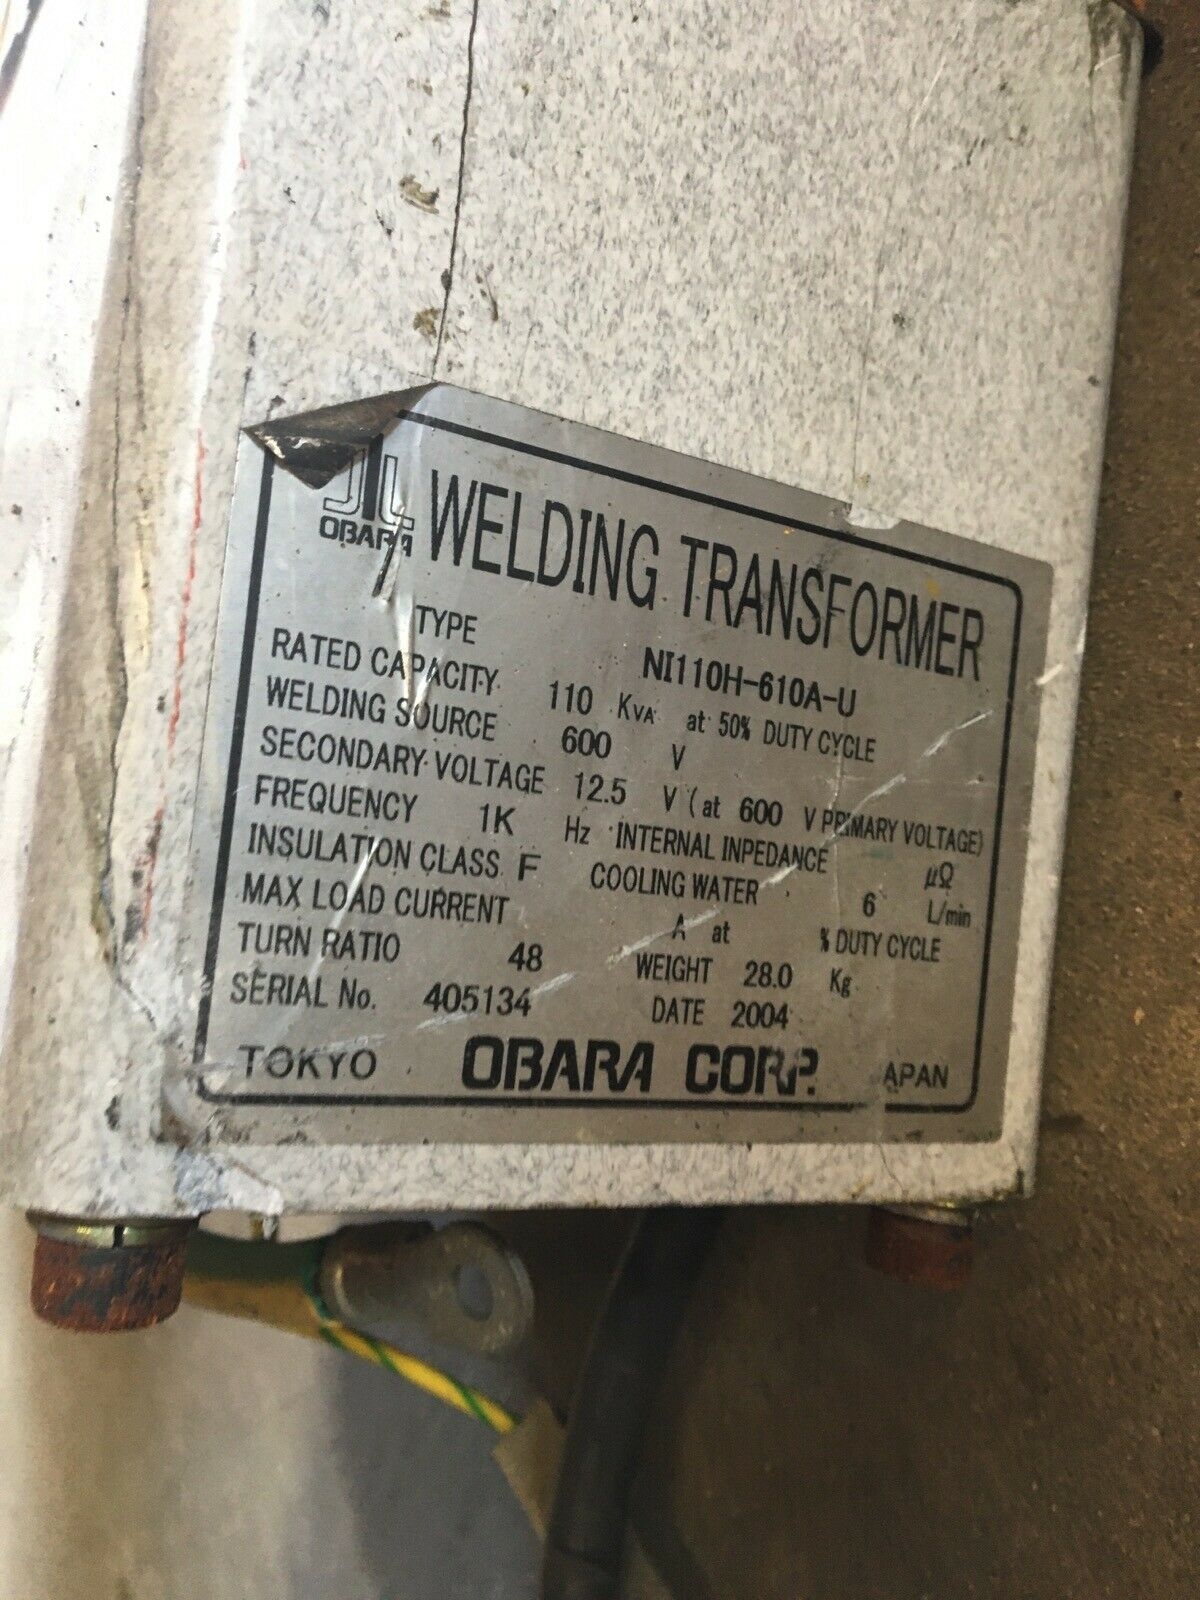 OBARA WELDING TRANSFORMER
TYPE NI110H-610A-U
RATED CAPACITY 110 KVA at 50% DUTY CYCLE
WELDING SOURCE 600 V
SECONDARY VOLTAGE 12.5 V (at 600 V PRIMARY VOLTAGE)
FREQUENCY 1K Hz INTERNAL INPEDANCE μΩ
INSULATION CLASS F COOLING WATER 6 L/min
MAX LOAD CURRENT A at % DUTY CYCLE
TURN RATIO 48 WEIGHT 28.0 Kg
SERIAL No. 405134 DATE 2004
TOKYO OBARA CORP. JAPAN